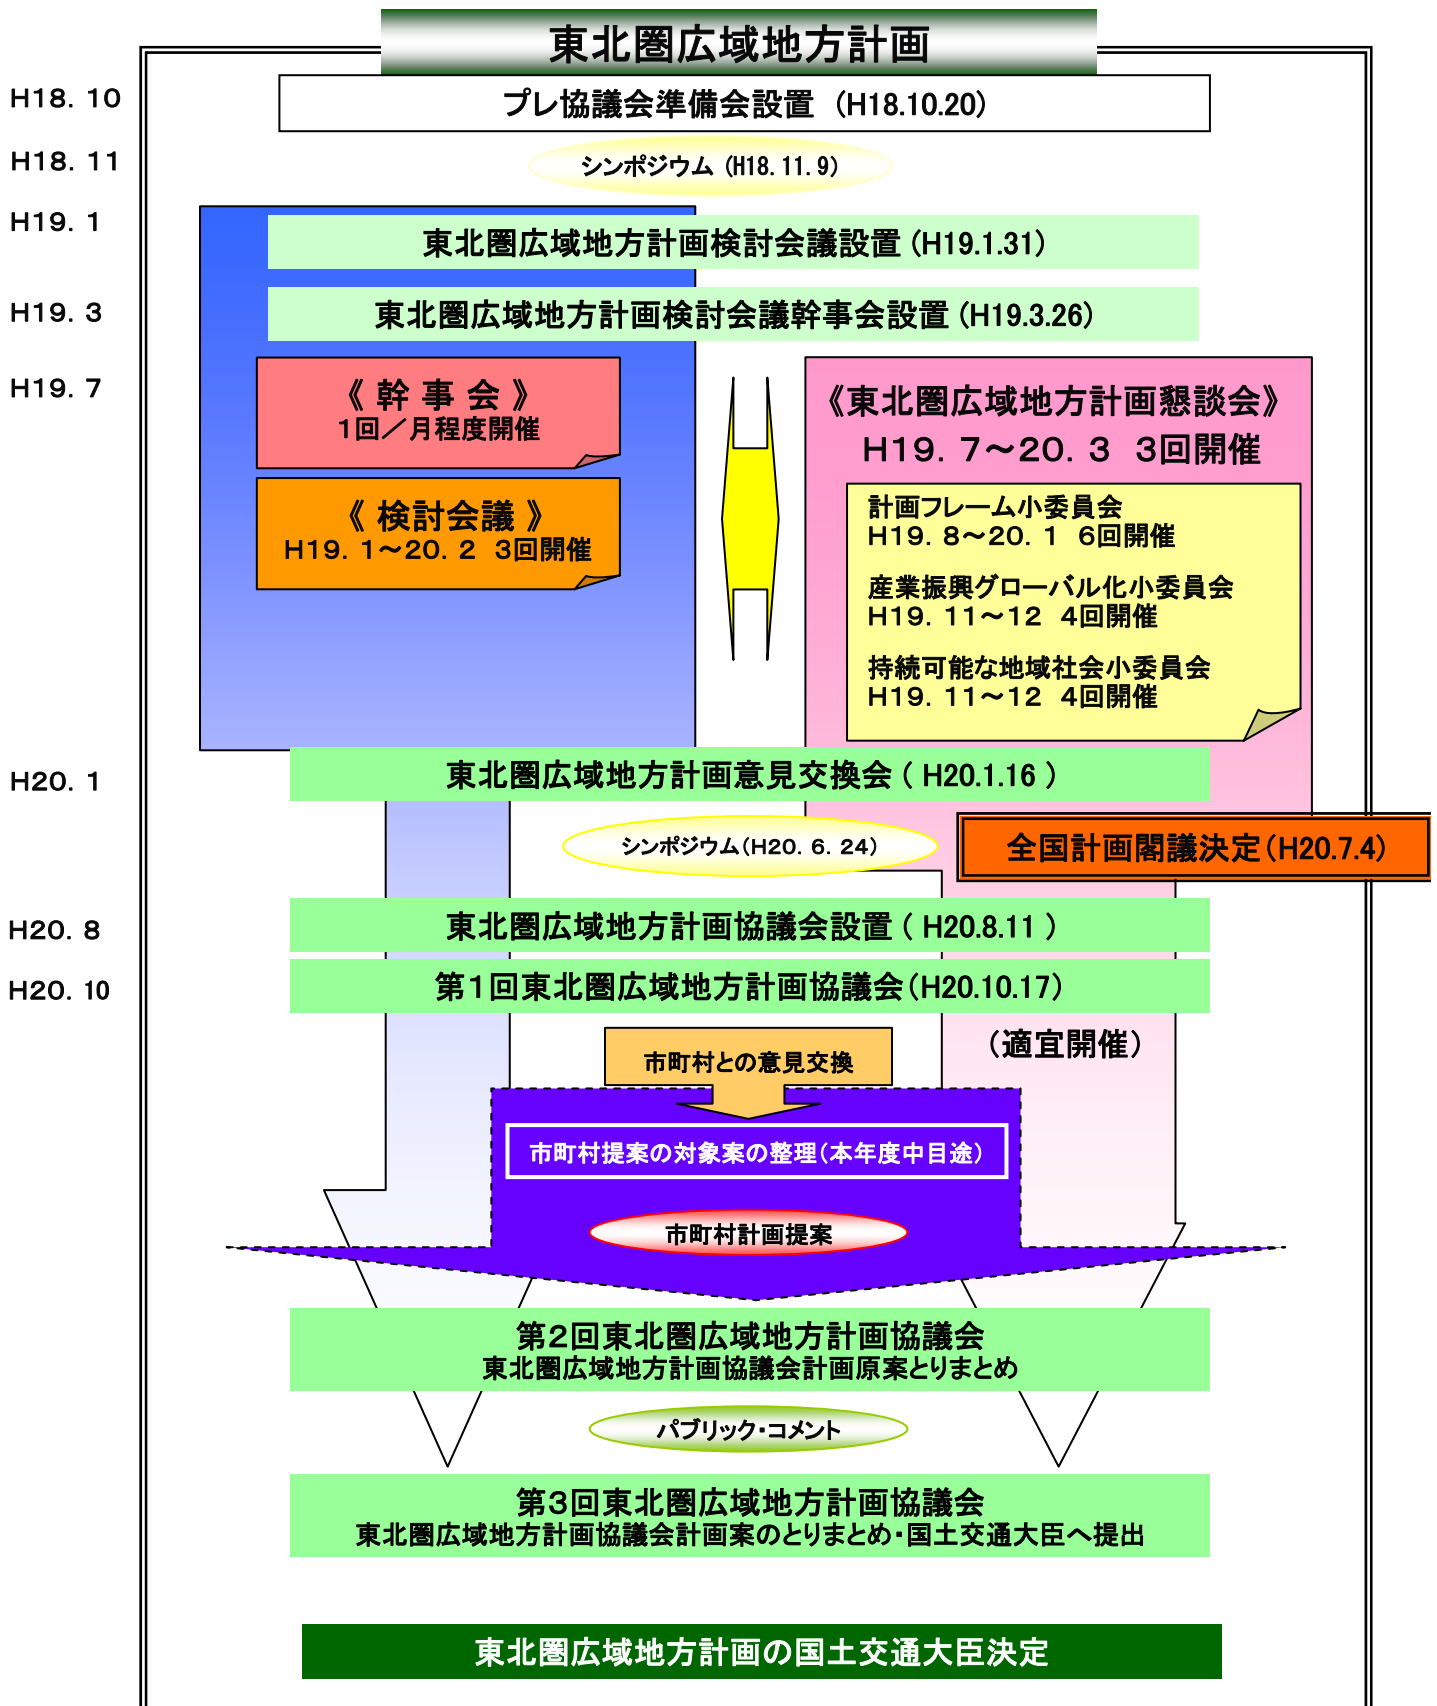 東北圏広域地方計画
H18．10
プレ協議会準備会設置 (H18.10.20)
H18．11
シンポジウム (H18．11．9)
H19．1
東北圏広域地方計画検討会議設置 (H19.1.31)
H19．3
東北圏広域地方計画検討会議幹事会設置 (H19.3.26)
H19．7
《 幹 事 会 》
1回／月程度開催
《 検討会議 》
H19．1～20．2 3回開催
《東北圏広域地方計画懇談会》
H19．7～20．3 3回開催
計画フレーム小委員会
H19．8～20．1 6回開催
産業振興グローバル化小委員会
H19．11～12 4回開催
持続可能な地域社会小委員会
H19．11～12 4回開催
H20．1
東北圏広域地方計画意見交換会 ( H20.1.16 )
シンポジウム（H20．6．24）
全国計画閣議決定（H20.7.4）
H20．8
東北圏広域地方計画協議会設置 ( H20.8.11 )
H20．10
第1回東北圏広域地方計画協議会（H20.10.17）
（適宜開催）
市町村との意見交換
市町村提案の対象案の整理（本年度中目途）
市町村計画提案
第2回東北圏広域地方計画協議会
東北圏広域地方計画協議会計画原案とりまとめ
パブリック・コメント
第3回東北圏広域地方計画協議会
東北圏広域地方計画協議会計画案のとりまとめ・国土交通大臣へ提出
東北圏広域地方計画の国土交通大臣決定